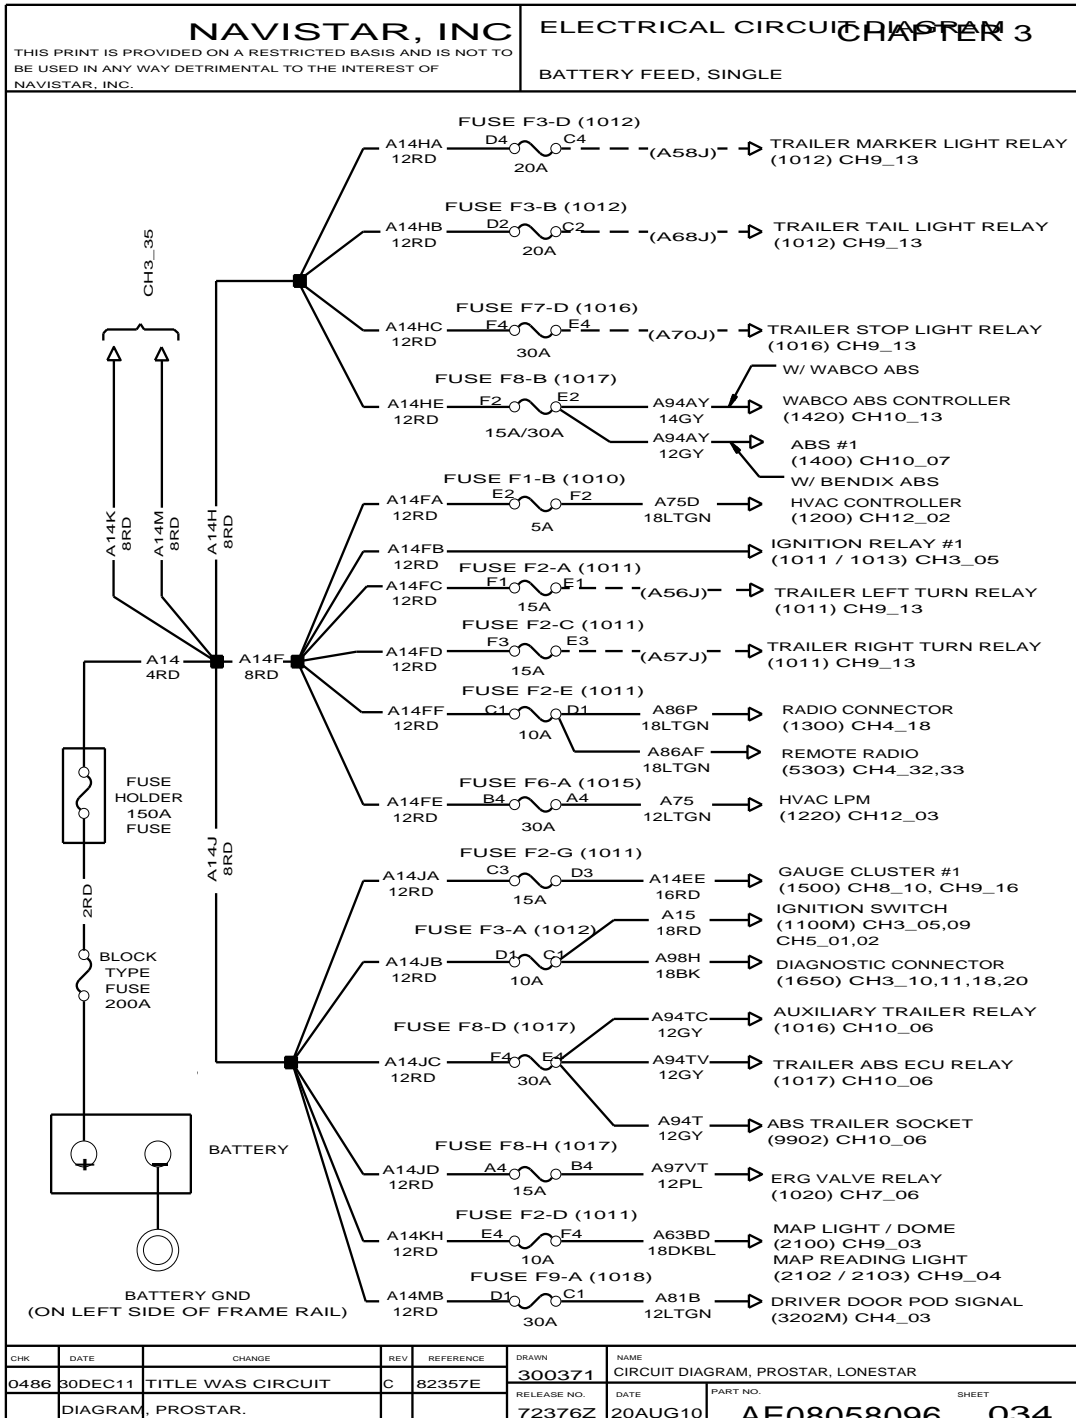 NAVISTAR, INC
THIS PRINT IS PROVIDED ON A RESTRICTED BASIS AND IS NOT TO
BE USED IN ANY WAY DETRIMENTAL TO THE INTEREST OF
NAVISTAR, INC.
ELECTRICAL CIRCUIT DIAGRAM
CHAPTER 3
BATTERY FEED, SINGLE
FUSE F3-D (1012)
A14HA
12RD
D4
C4
20A
(A58J)
TRAILER MARKER LIGHT RELAY
(1012) CH9_13
FUSE F3-B (1012)
A14HB
12RD
D2
C2
20A
(A68J)
TRAILER TAIL LIGHT RELAY
(1012) CH9_13
CH3_35
FUSE F7-D (1016)
A14HC
12RD
F4
E4
30A
(A70J)
TRAILER STOP LIGHT RELAY
(1016) CH9_13
W/ WABCO ABS
FUSE F8-B (1017)
A14HE
12RD
F2
E2
15A/30A
A94AY
14GY
WABCO ABS CONTROLLER
(1420) CH10_13
A94AY
12GY
ABS #1
(1400) CH10_07
W/ BENDIX ABS
FUSE F1-B (1010)
A14FA
12RD
E2
F2
5A
A75D
18LTGN
HVAC CONTROLLER
(1200) CH12_02
A14K
8RD
A14M
8RD
A14H
8RD
A14FB
12RD
IGNITION RELAY #1
(1011 / 1013) CH3_05
FUSE F2-A (1011)
A14FC
12RD
F1
E1
15A
(A56J)
TRAILER LEFT TURN RELAY
(1011) CH9_13
FUSE F2-C (1011)
A14FD
12RD
F3
E3
15A
(A57J)
TRAILER RIGHT TURN RELAY
(1011) CH9_13
A14
4RD
A14F
8RD
FUSE F2-E (1011)
A14FF
12RD
C1
D1
10A
A86P
18LTGN
RADIO CONNECTOR
(1300) CH4_18
A86AF
18LTGN
REMOTE RADIO
(5303) CH4_32,33
FUSE F6-A (1015)
A14FE
12RD
B4
A4
30A
A75
12LTGN
HVAC LPM
(1220) CH12_03
FUSE
HOLDER
150A
FUSE
A14J
8RD
FUSE F2-G (1011)
A14JA
12RD
C3
D3
15A
A14EE
16RD
GAUGE CLUSTER #1
(1500) CH8_10, CH9_16
2RD
A15
18RD
IGNITION SWITCH
(1100M) CH3_05,09
CH5_01,02
FUSE F3-A (1012)
A14JB
12RD
D1
C1
10A
A98H
18BK
DIAGNOSTIC CONNECTOR
(1650) CH3_10,11,18,20
BLOCK
TYPE
FUSE
200A
A94TC
12GY
AUXILIARY TRAILER RELAY
(1016) CH10_06
FUSE F8-D (1017)
A14JC
12RD
F4
E4
30A
A94TV
12GY
TRAILER ABS ECU RELAY
(1017) CH10_06
A94T
12GY
ABS TRAILER SOCKET
(9902) CH10_06
BATTERY
FUSE F8-H (1017)
A14JD
12RD
A4
B4
15A
A97VT
12PL
ERG VALVE RELAY
(1020) CH7_06
FUSE F2-D (1011)
A14KH
12RD
E4
F4
10A
A63BD
18DKBL
MAP LIGHT / DOME
(2100) CH9_03
MAP READING LIGHT
(2102 / 2103) CH9_04
FUSE F9-A (1018)
A14MB
12RD
D1
C1
30A
A81B
12LTGN
DRIVER DOOR POD SIGNAL
(3202M) CH4_03
BATTERY GND
(ON LEFT SIDE OF FRAME RAIL)
CHK DATE CHANGE REV REFERENCE
0486 30DEC11 TITLE WAS CIRCUIT C 82357E
DIAGRAM, PROSTAR.
DRAWN
300371
NAME
CIRCUIT DIAGRAM, PROSTAR, LONESTAR
RELEASE NO.
72376Z
DATE
20AUG10
PART NO.
AE08058096
SHEET
034